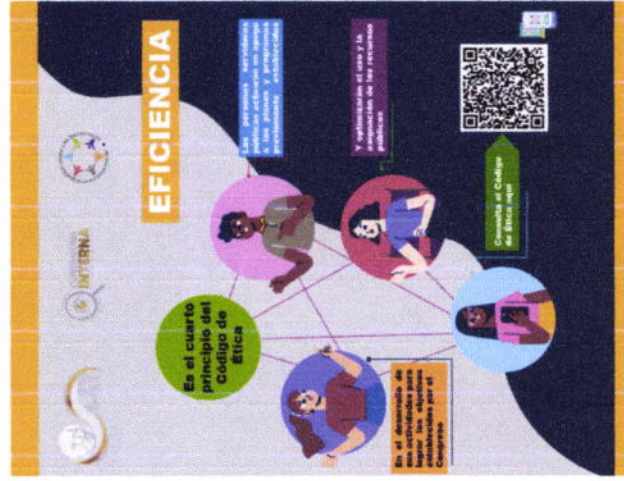 INTERNA
EFICIENCIA
Es el cuarto
principio del
Código de
Ética
Las personas servidoras
públicas actuarán en apego
a los planes y programas
previamente establecidos
Y optimizarán el uso y la
asignación de los recursos
públicos
En el desarrollo de
sus actividades para
lograr los objetivos
establecidos por el
Congreso
Consulta el Código
de Ética aquí